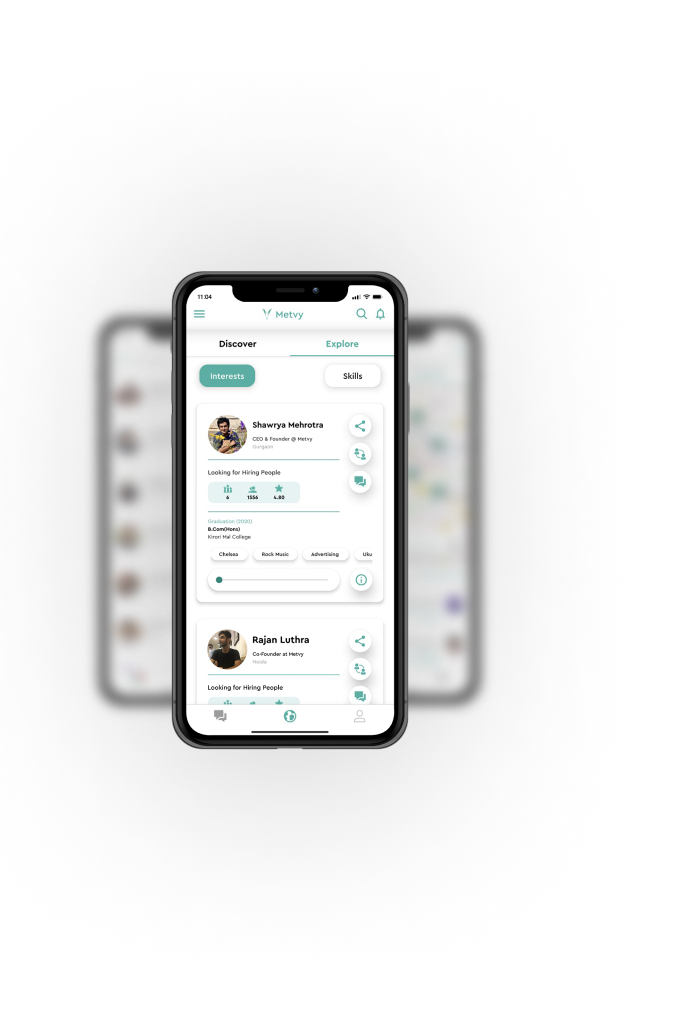 11:04
Metvy
Discover
Explore
Interests
Skills
Shawrya Mehrotra
CEO & Founder @ Metvy
Gurgaon
Looking for Hiring People
6 1556 4.80
Graduation (2020)
B.Com(Hons)
Kirori Mal College
Chelsea Rock Music Advertising Uku
Rajan Luthra
Co-Founder at Metvy
Noida
Looking for Hiring People